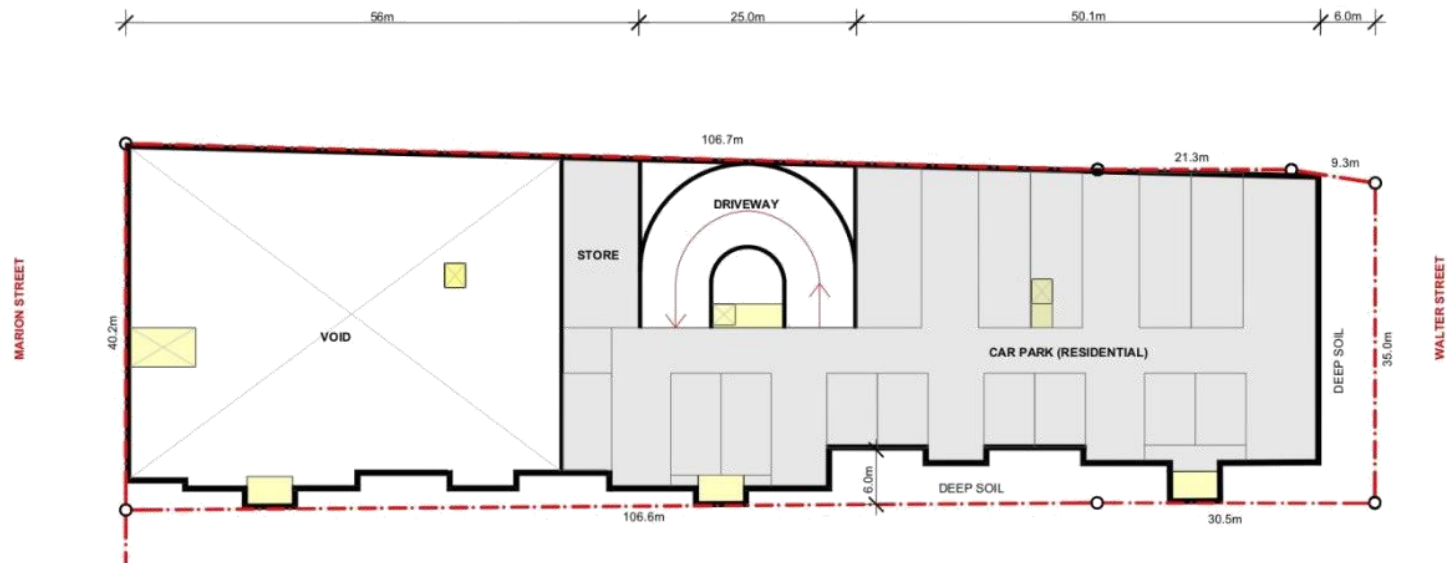 56m
25.0m
50.1m
6.0m
106.7m
21.3m
9.3m
DRIVEWAY
STORE
MARION STREET
40.2m
VOID
CAR PARK (RESIDENTIAL)
DEEP SOIL
35.0m
WALTER STREET
6.0m
DEEP SOIL
106.6m
30.5m